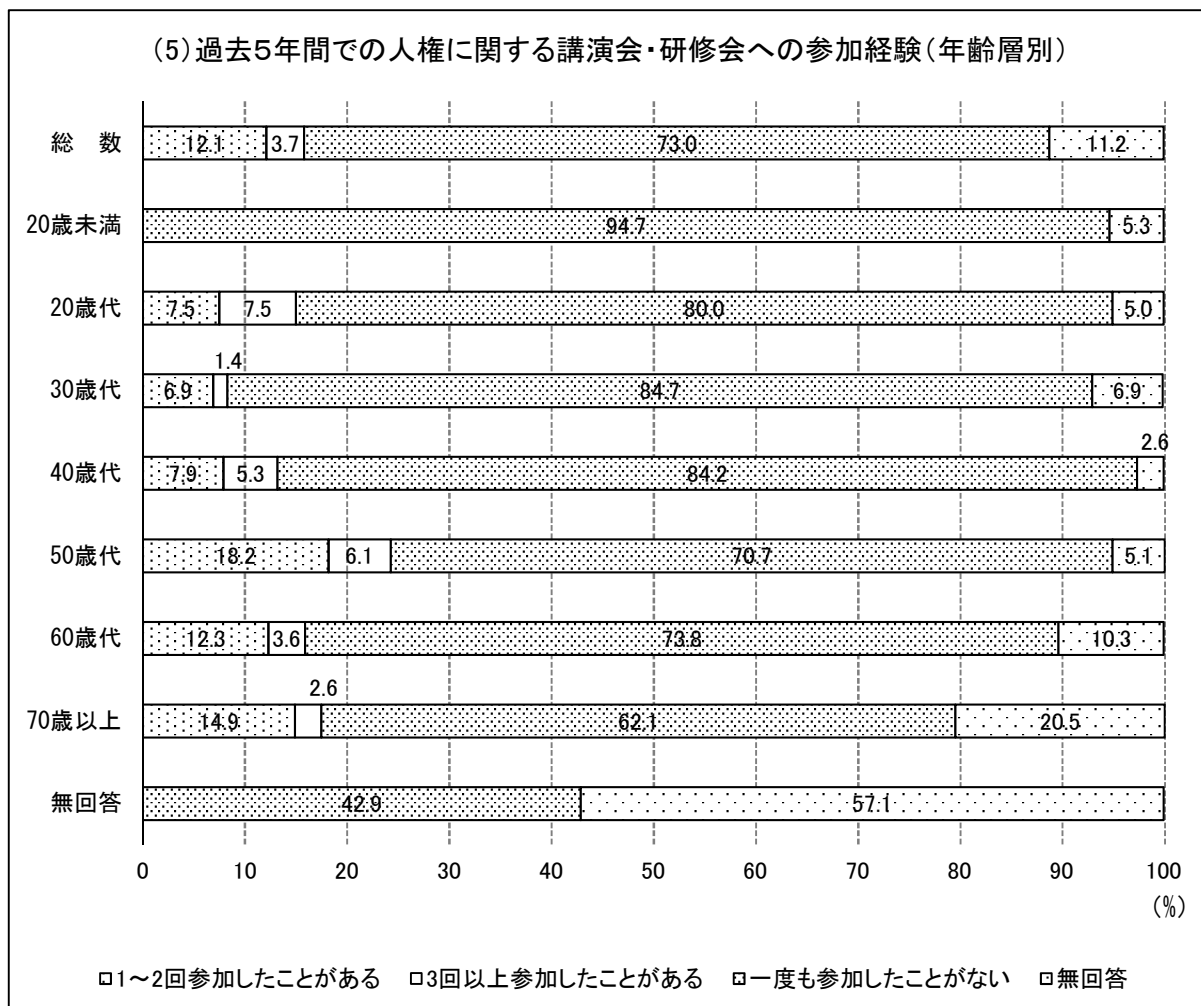 (5)過去5年間での人権に関する講演会・研修会への参加経験(年齢層別)
総　数 12.1 3.7 73.0 11.2
20歳未満 94.7 5.3
20歳代 7.5 7.5 80.0 5.0
1.4
30歳代 6.9 84.7 6.9
2.6
40歳代 7.9 5.3 84.2
50歳代 18.2 6.1 70.7 5.1
60歳代 12.3 3.6 73.8 10.3
2.6
70歳以上 14.9 62.1 20.5
無回答 42.9 57.1
0 10 20 30 40 50 60 70 80 90 100
(%)
1～2回参加したことがある 3回以上参加したことがある 一度も参加したことがない 無回答